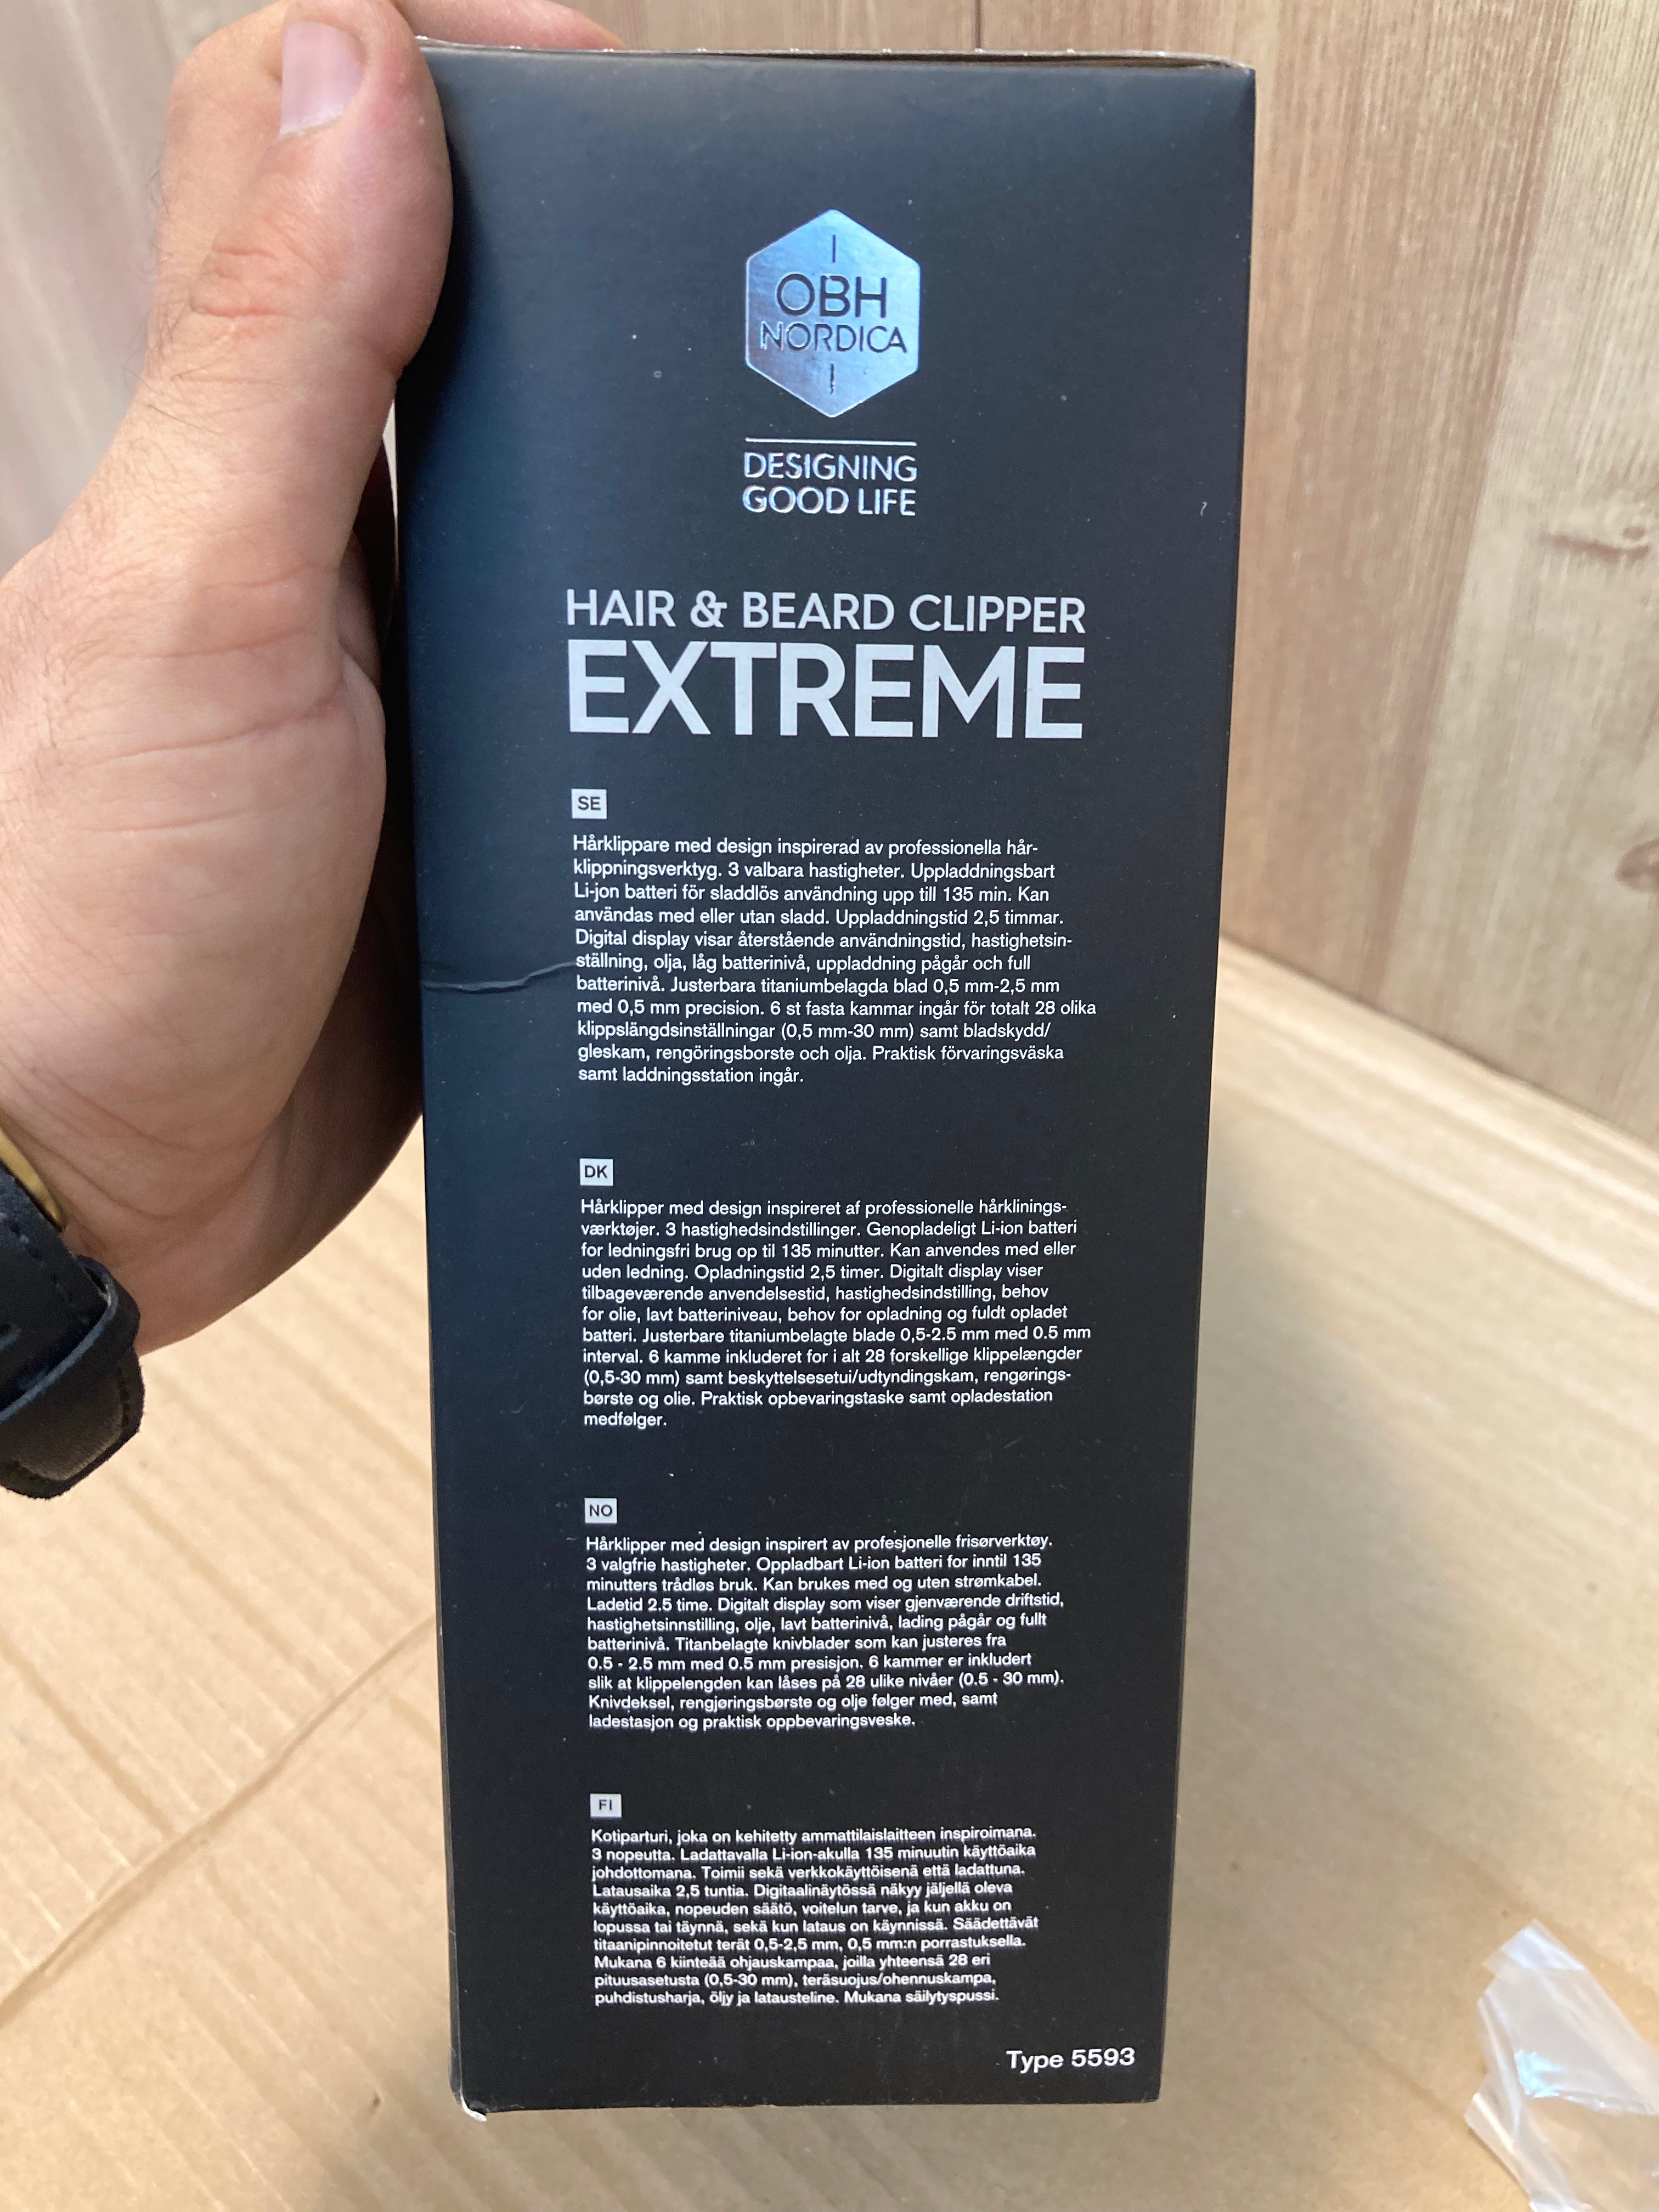 OBH
NORDICA
DESIGNING
GOOD LIFE
HAIR & BEARD CLIPPER
EXTREME
SE
Hårklippare med design inspirerad av professionella hår-
klippningsverktyg. 3 valbara hastigheter. Uppladdningsbart
Li-jon batteri för sladdlös användning upp till 135 min. Kan
användas med eller utan sladd. Uppladdningstid 2,5 timmar.
Digital display visar återstående användningstid, hastighetsin-
ställning, olja, låg batterinivå, uppladdning pågår och full
batterinivå. Justerbara titaniumbelagda blad 0,5 mm-2,5 mm
med 0,5 mm precision. 6 st fasta kammar ingår för totalt 28 olika
klippslängdsinställningar (0,5 mm-30 mm) samt bladskydd/
gleskam, rengöringsborste och olja. Praktisk förvaringsväska
samt laddningsstation ingår.
DK
Hårklipper med design inspireret af professionelle hårklinings-
værktøjer. 3 hastighedsindstillinger. Genopladeligt Li-ion batteri
for ledningsfri brug op til 135 minutter. Kan anvendes med eller
uden ledning. Opladningstid 2,5 timer. Digitalt display viser
tilbageværende anvendelsestid, hastighedsindstilling, behov
for olie, lavt batteriniveau, behov for opladning og fuldt opladet
batteri. Justerbare titaniumbelagte blade 0,5-2.5 mm med 0.5 mm
interval. 6 kamme inkluderet for i alt 28 forskellige klippelængder
(0,5-30 mm) samt beskyttelsesetui/udtyndingskam, rengørings-
børste og olie. Praktisk opbevaringstaske samt opladestation
medfølger.
NO
Hårklipper med design inspirert av profesjonelle frisørverktøy.
3 valgfrie hastigheter. Oppladbart Li-ion batteri for inntil 135
minutters trådløs bruk. Kan brukes med og uten strømkabel.
Ladetid 2.5 time. Digitalt display som viser gjenværende driftstid,
hastighetsinnstilling, olje, lavt batterinivå, lading pågår og fullt
batterinivå. Titanbelagte knivblader som kan justeres fra
0.5 - 2.5 mm med 0.5 mm presisjon. 6 kammer er inkludert
slik at klippelengden kan låses på 28 ulike nivåer (0.5 - 30 mm).
Knivdeksel, rengjøringsbørste og olje følger med, samt
ladestasjon og praktisk oppbevaringsveske.
FI
Kotiparturi, joka on kehitetty ammattilaislaitteen inspiroimana.
3 nopeutta. Ladattavalla Li-ion-akulla 135 minuutin käyttöaika
johdottomana. Toimii sekä verkkokäyttöisenä että ladattuna.
Latausaika 2,5 tuntia. Digitaalinäytössä näkyy jäljellä oleva
käyttöaika, nopeuden säätö, voitelun tarve, ja kun akku on
lopussa tai täynnä, sekä kun lataus on käynnissä. Säädettävät
titaanipinnoitetut terät 0,5-2,5 mm, 0,5 mm:n porrastuksella.
Mukana 6 kiinteää ohjauskampaa, joilla yhteensä 28 eri
pituusasetusta (0,5-30 mm), teräsuojus/ohennuskampa,
puhdistusharja, öljy ja latausteline. Mukana säilytyspussi.
Type 5593